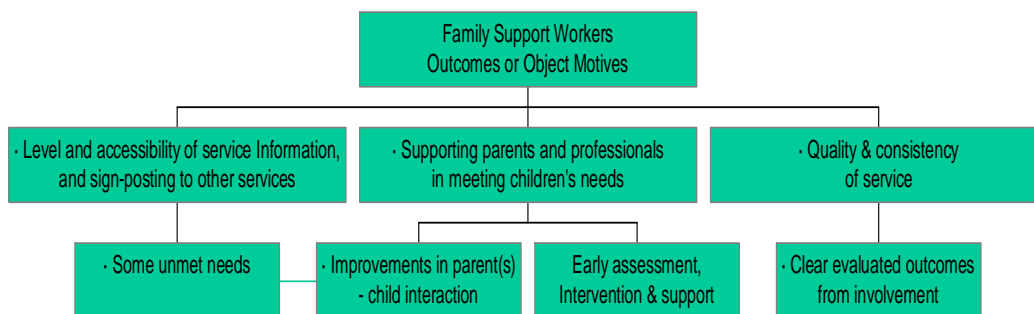 Family Support Workers
Outcomes or Object Motives
· Level and accessibility of service Information,
and sign-posting to other services
· Supporting parents and professionals
in meeting children's needs
· Quality & consistency
of service
· Some unmet needs
· Improvements in parent(s)
- child interaction
Early assessment,
Intervention & support
· Clear evaluated outcomes
from involvement